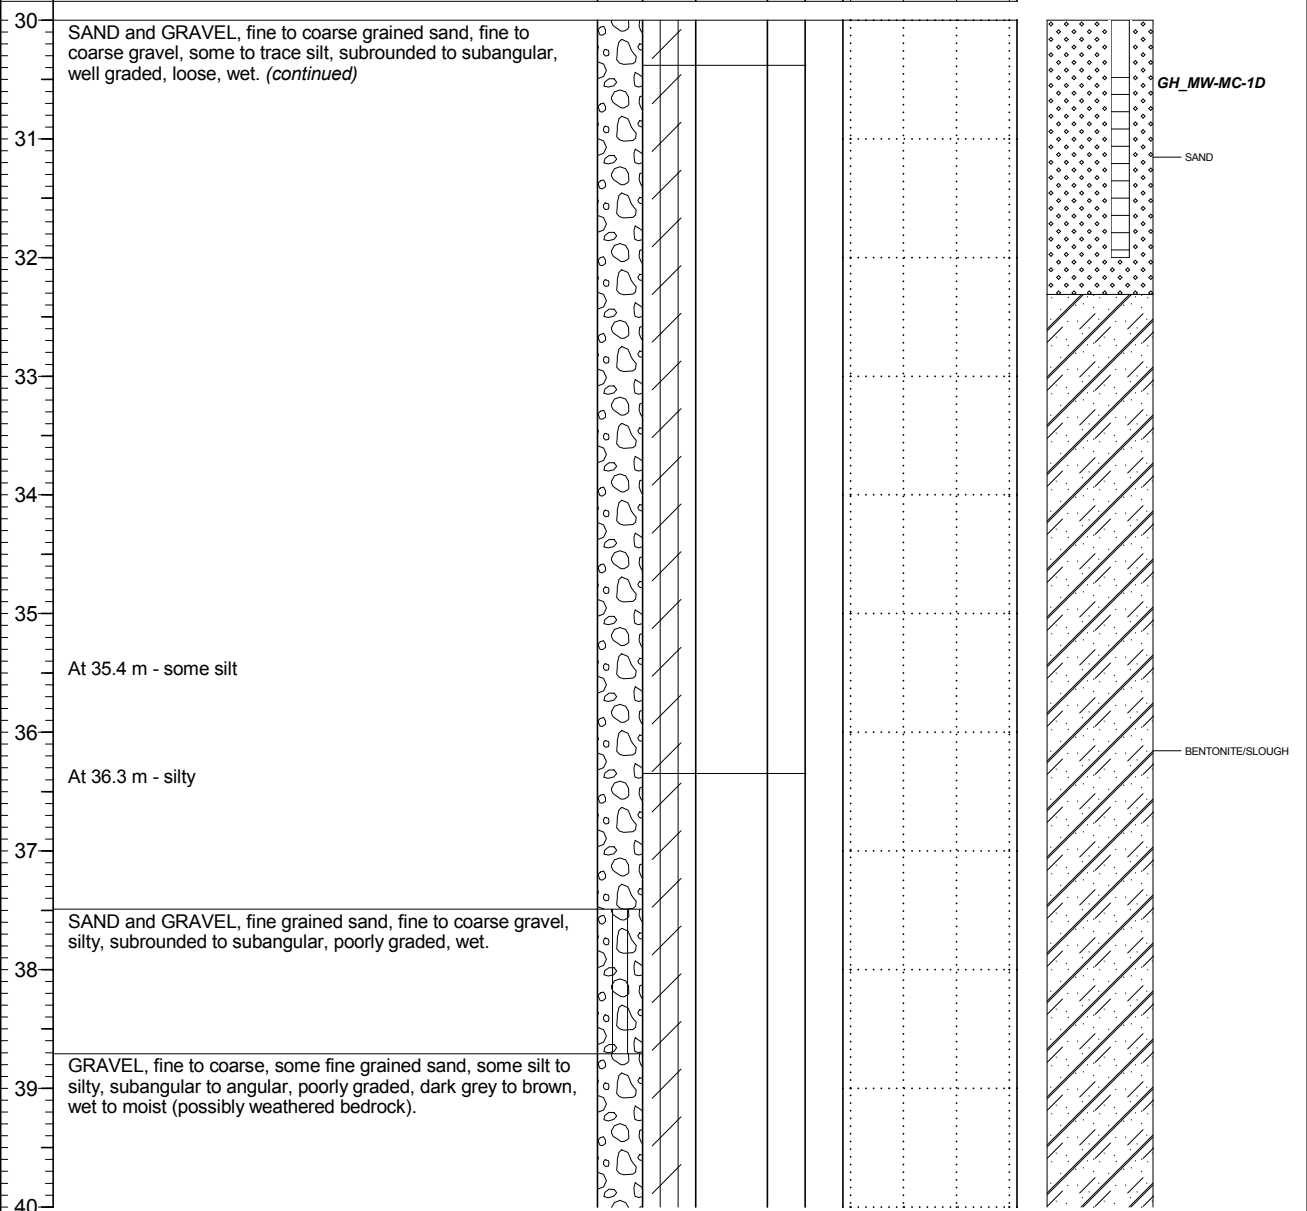 30
SAND and GRAVEL, fine to coarse grained sand, fine to
coarse gravel, some to trace silt, subrounded to subangular,
well graded, loose, wet. (continued)
GH_MW-MC-1D
31
SAND
32
33
34
35
At 35.4 m - some silt
36
BENTONITE/SLOUGH
At 36.3 m - silty
37
SAND and GRAVEL, fine grained sand, fine to coarse gravel,
silty, subrounded to subangular, poorly graded, wet.
38
GRAVEL, fine to coarse, some fine grained sand, some silt to
silty, subangular to angular, poorly graded, dark grey to brown,
wet to moist (possibly weathered bedrock).
39
40